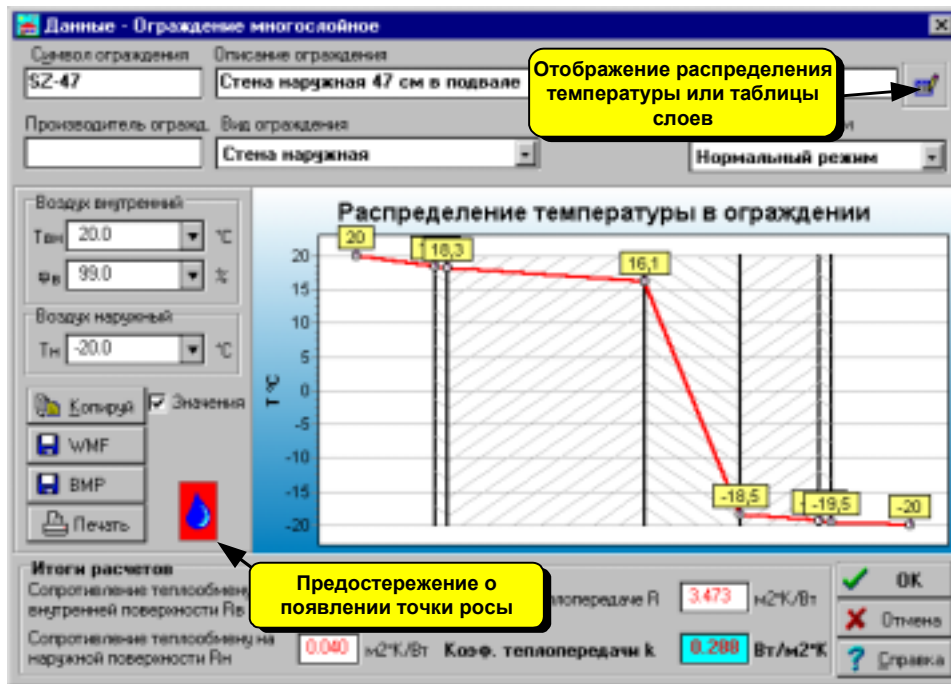 Данные - Ограждение многослойное
Символ ограждения Описание ограждения
SZ-47 Стена наружная 47 см в подвале
Отображение распределения
температуры или таблицы
слоев
Производитель огражд. Вид ограждения
Стена наружная Нормальный режим
Воздух внутренний
Твн 20.0 °C
φв 99.0 %
Воздух наружный
Тн -20.0 °C
Копируй Значения
WMF
BMP
Печать
Распределение температуры в ограждении
T °C
20
15
10
5
0
-5
-10
-15
-20
20 18,3 16,1 -18,5 -19,5 -20
Предостережение о
появлении точки росы
Итоги расчетов
Сопротивление теплообмену
внутренней поверхности Rв
теплопередаче R 3.473 м2*K/Вт
Сопротивление теплообмену на
наружной поверхности Rн 0.040 м2*K/Вт Коэф. теплопередачи k 0.288 Вт/м2*K
OK
Отмена
Справка